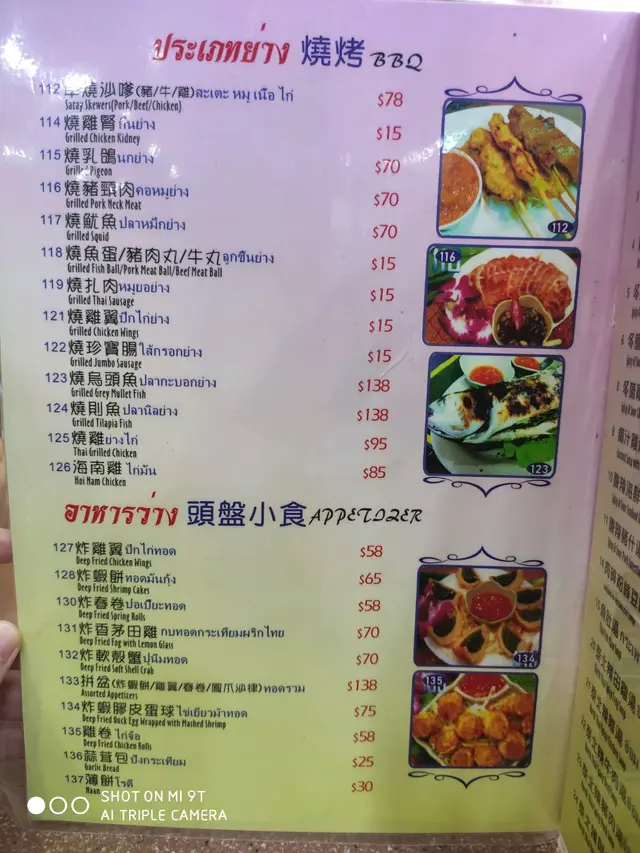 ประเภทย่าง 燒烤 BBQ
112 串燒沙嗲(豬/牛/雞)สะเตะ หมู เนื้อ ไก่ $78
Satay Skewers(Pork/Beef/Chicken)
114 燒雞腎กึ๋นย่าง $15
Grilled Chicken Kidney
115 燒乳鴿นกย่าง $70
Grilled Pigeon
116 燒豬頸肉คอหมูย่าง $70
Grilled Pork Neck Meat
117 燒魷魚ปลาหมึกย่าง $70
Grilled Squid
118 燒魚蛋/豬肉丸/牛丸ลูกชิ้นย่าง $15
Grilled Fish Ball/Pork Meat Ball/Beef Meat Ball
119 燒扎肉หมูยอย่าง $15
Grilled Thai Sausage
121 燒雞翼ปีกไก่ย่าง $15
Grilled Chicken Wings
122 燒珍寶腸ไส้กรอกย่าง $15
Grilled Jumbo Sausage
123 燒烏頭魚ปลากะบอกย่าง $138
Grilled Grey Mullet Fish
124 燒則魚ปลานิลย่าง $138
Grilled Tilapia Fish
125 燒雞ย่างไก่ $95
Thai Grilled Chicken
126 海南雞ไก่มัน $85
Hoi Nam Chicken
112
116
123
อาหารว่าง 頭盤小食 APPETIZER
127 炸雞翼ปีกไก่ทอด $58
Deep Fried Chicken Wings
128 炸蝦餅ทอดมันกุ้ง $65
Deep Fried Shrimp Cakes
130 炸春卷ปอเปี๊ยะทอด $58
Deep Fried Spring Rolls
131 炸香茅田雞กบทอดกระเทียมผริกไทย $70
Deep Fried Fog with Lemon Glass
132 炸軟殼蟹ปูนิ่มทอด $70
Deep Fried Soft Shell Crab
133 拼盆(炸蝦餅/雞翼/春卷/鳳爪沙律)ทอดรวม $138
Assorted Appetizers
134 炸蝦膠皮蛋球ไข่เยี่ยวม้าทอด $75
Deep Fried Duck Egg Wrapped with Mashed Shrimp
135 雞卷ไก่จ๊อ $58
Deep Fried Chicken Rolls
136 蒜茸包ปังกระเทียม $25
Garlic Bread
137 薄餅โรตี $30
Naan
134
135
SHOT ON MI 9T
AI TRIPLE CAMERA